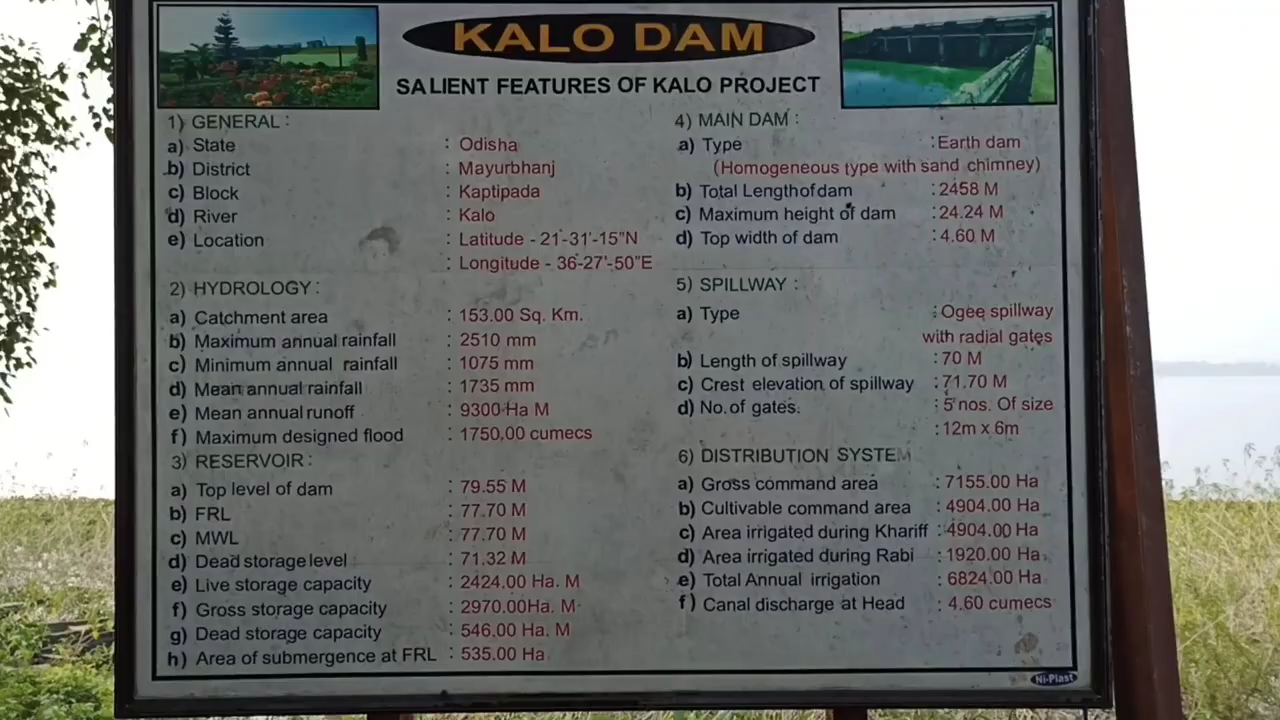 KALO DAM
SALIENT FEATURES OF KALO PROJECT
1) GENERAL :
a) State : Odisha
b) District : Mayurbhanj
c) Block : Kaptipada
d) River : Kalo
e) Location : Latitude - 21-31'-15"N
: Longitude - 36-27'-50"E
2) HYDROLOGY :
a) Catchment area : 153.00 Sq. Km.
b) Maximum annual rainfall : 2510 mm
c) Minimum annual rainfall : 1075 mm
d) Mean annual rainfall : 1735 mm
e) Mean annual runoff : 9300 Ha M
f) Maximum designed flood : 1750,00 cumecs
3) RESERVOIR :
a) Top level of dam : 79.55 M
b) FRL : 77.70 M
c) MWL : 77.70 M
d) Dead storage level : 71.32 M
e) Live storage capacity : 2424.00 Ha. M
f) Gross storage capacity : 2970.00Ha. M
g) Dead storage capacity : 546.00 Ha. M
h) Area of submergence at FRL : 535.00 Ha
4) MAIN DAM :
a) Type : Earth dam
(Homogeneous type with sand chimney)
b) Total Length of dam : 2458 M
c) Maximum height of dam : 24.24 M
d) Top width of dam : 4.60 M
5) SPILLWAY :
a) Type : Ogee spillway
with radial gates
b) Length of spillway : 70 M
c) Crest elevation of spillway : 71.70 M
d) No. of gates. : 5 nos. Of size
: 12m x 6m
6) DISTRIBUTION SYSTEM
a) Gross command area : 7155.00 Ha
b) Cultivable command area : 4904.00 Ha
c) Area irrigated during Khariff : 4904.00 Ha
d) Area irrigated during Rabi : 1920.00 Ha
e) Total Annual irrigation : 6824.00 Ha
f) Canal discharge at Head : 4.60 cumecs
Ni-Plast